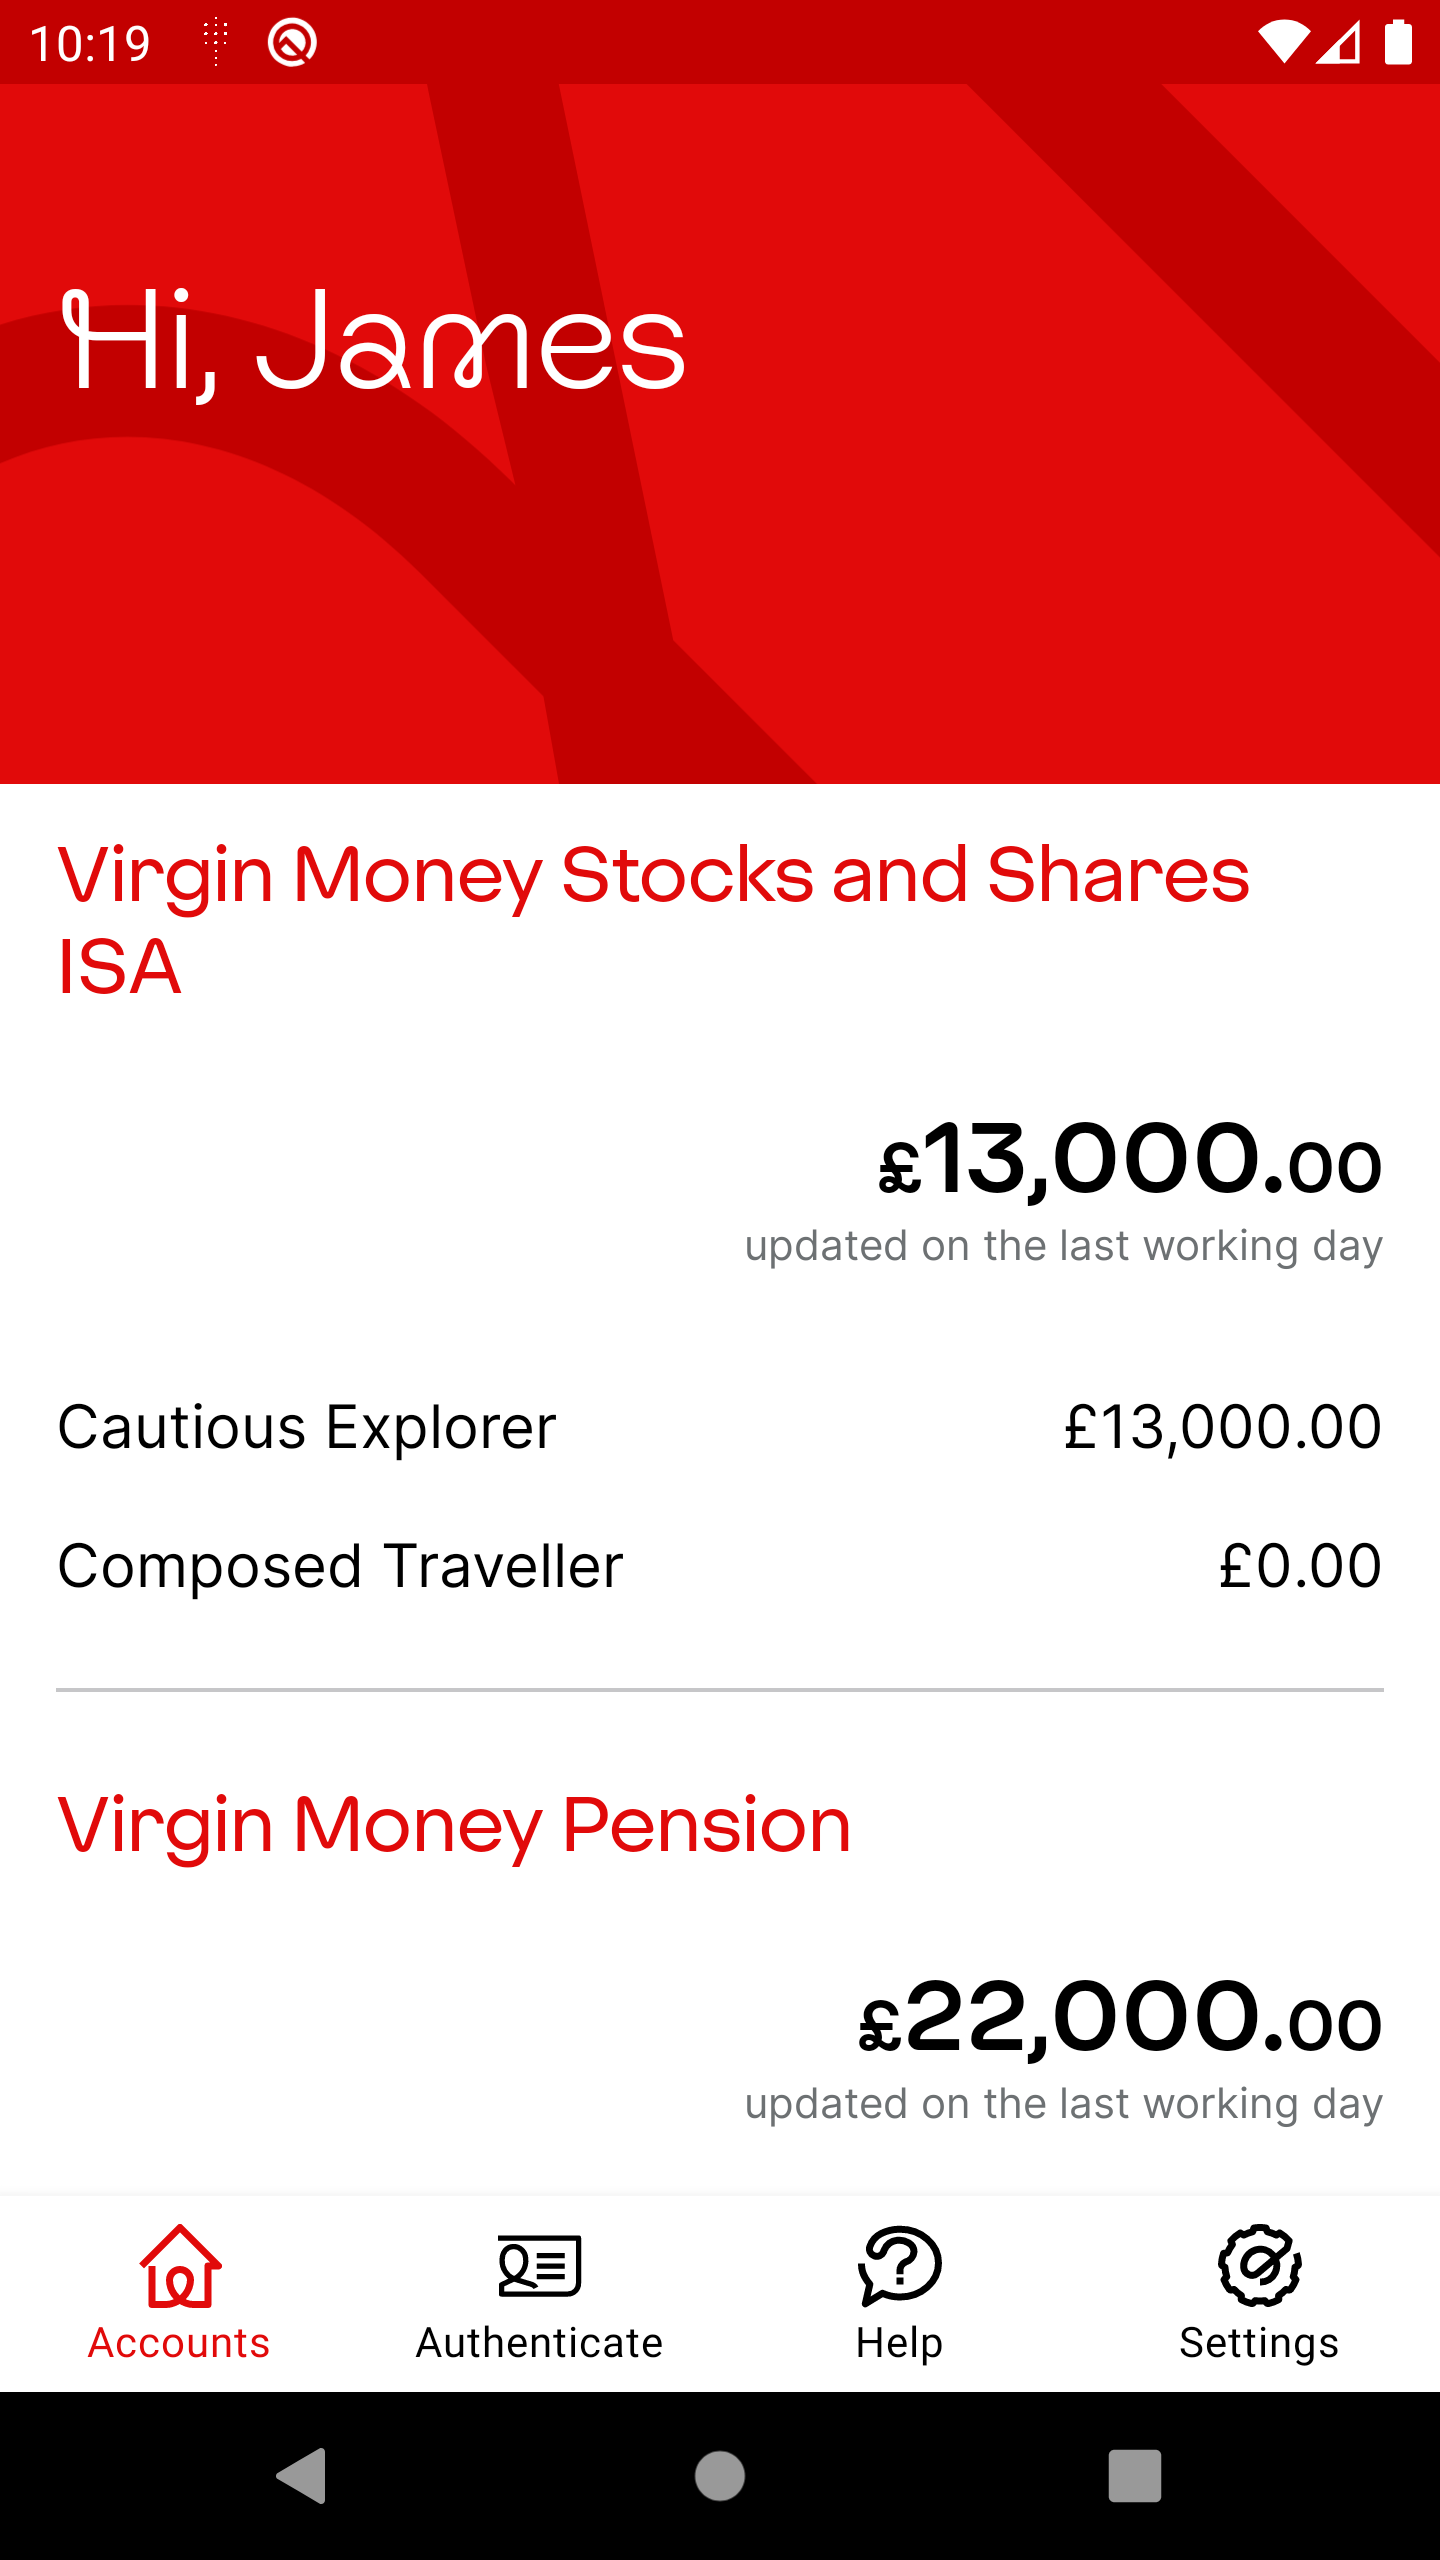 10:19
Hi, James
Virgin Money Stocks and Shares
ISA
£13,000.00
updated on the last working day
Cautious Explorer £13,000.00
Composed Traveller £0.00
Virgin Money Pension
£22,000.00
updated on the last working day
Accounts Authenticate Help Settings